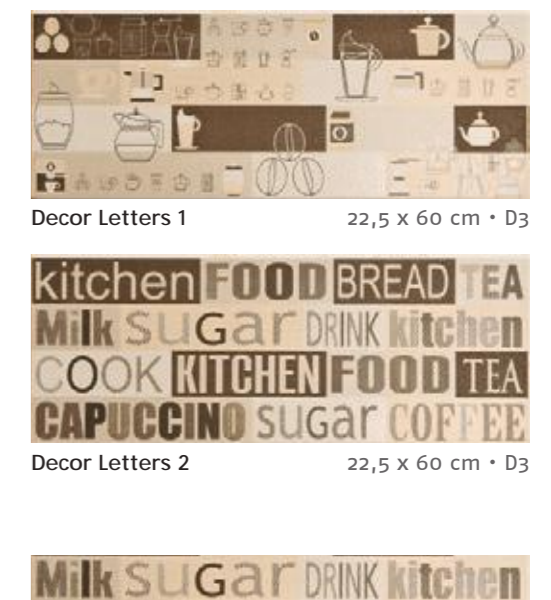 Decor Letters 1 22,5 x 60 cm • D3
kitchen FOOD BREAD TEA
Milk sugar DRINK kitchen
COOK KITCHEN FOOD TEA
CAPUCCINO sugar COFFEE
Decor Letters 2 22,5 x 60 cm • D3
Milk sugar DRINK kitchen